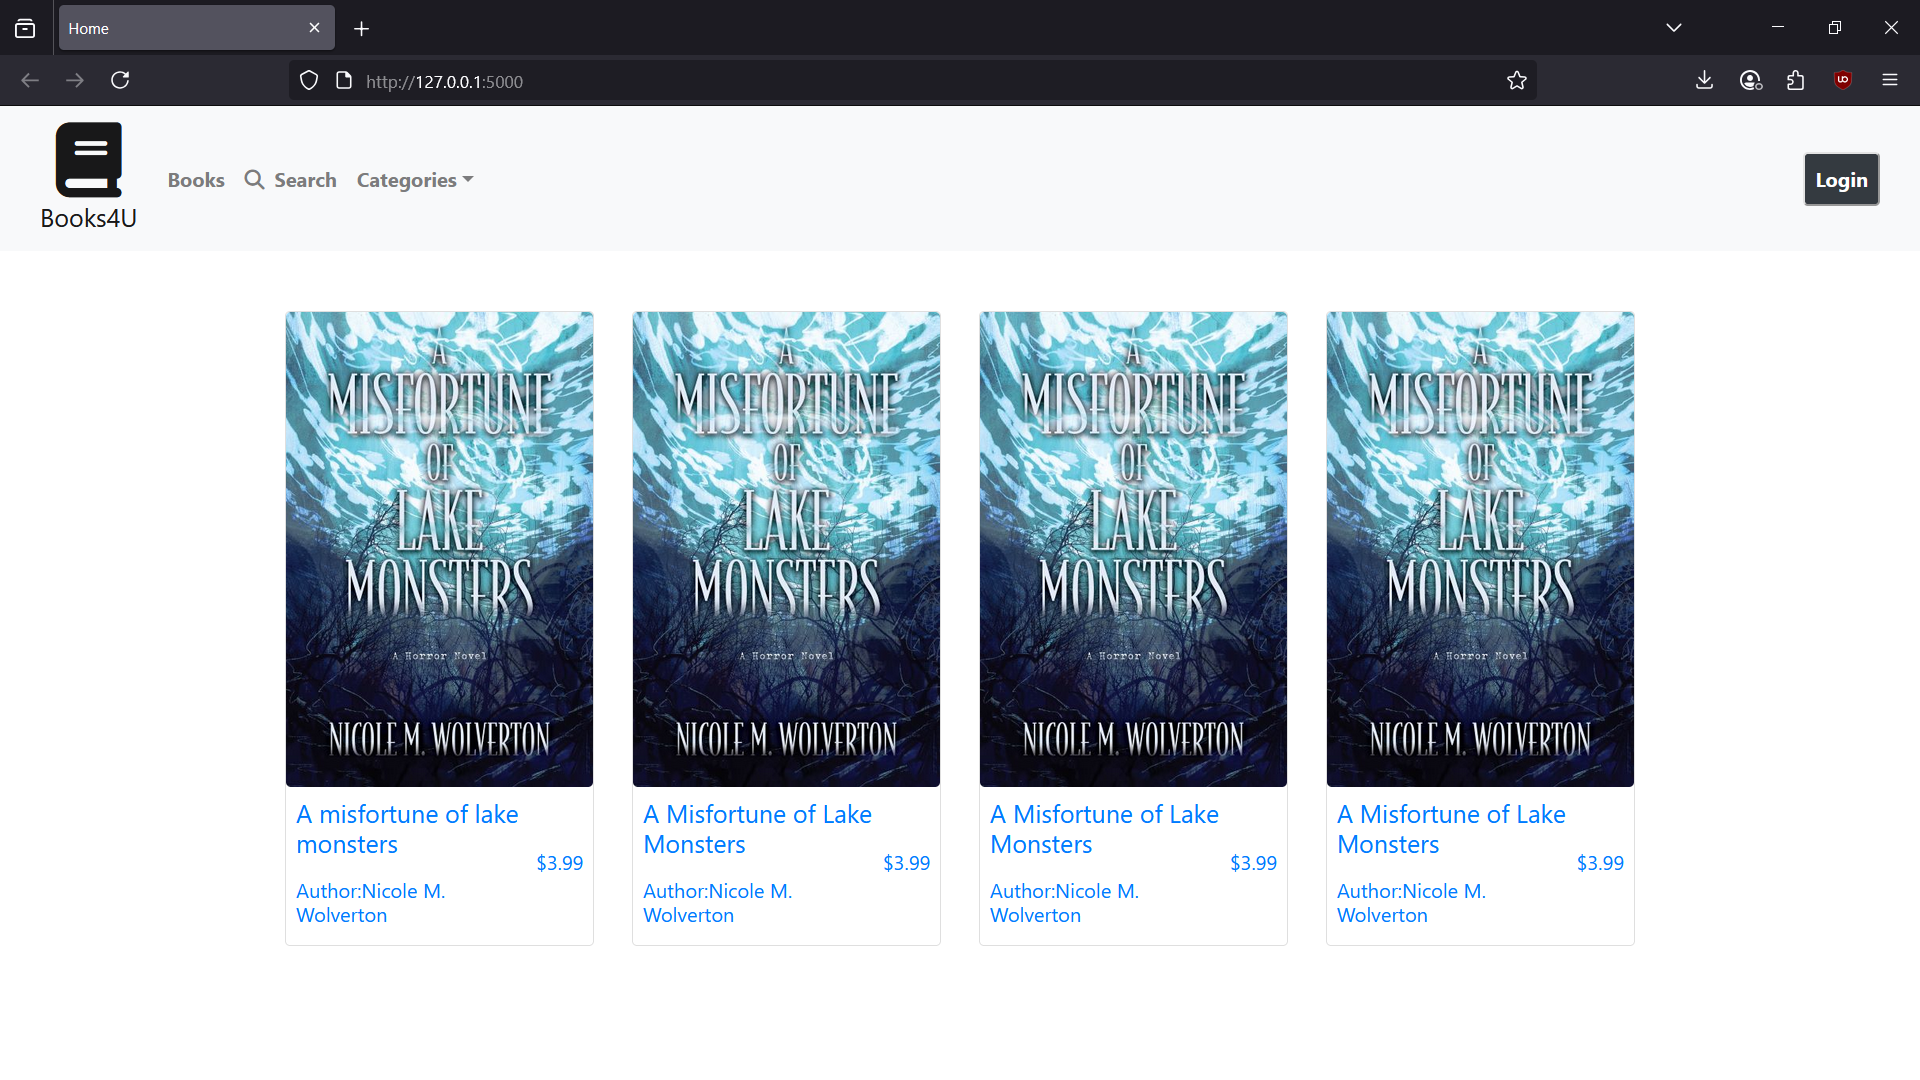 Home
http://127.0.0.1:5000
Books4U
Books
Search
Categories
Login
A
MISFORTUNE
OF
LAKE
MONSTERS
A Horror Novel
NICOLE M. WOLVERTON
A misfortune of lake
monsters
$3.99
Author:Nicole M.
Wolverton
A
MISFORTUNE
OF
LAKE
MONSTERS
A Horror Novel
NICOLE M. WOLVERTON
A Misfortune of Lake
Monsters
$3.99
Author:Nicole M.
Wolverton
A
MISFORTUNE
OF
LAKE
MONSTERS
A Horror Novel
NICOLE M. WOLVERTON
A Misfortune of Lake
Monsters
$3.99
Author:Nicole M.
Wolverton
A
MISFORTUNE
OF
LAKE
MONSTERS
A Horror Novel
NICOLE M. WOLVERTON
A Misfortune of Lake
Monsters
$3.99
Author:Nicole M.
Wolverton